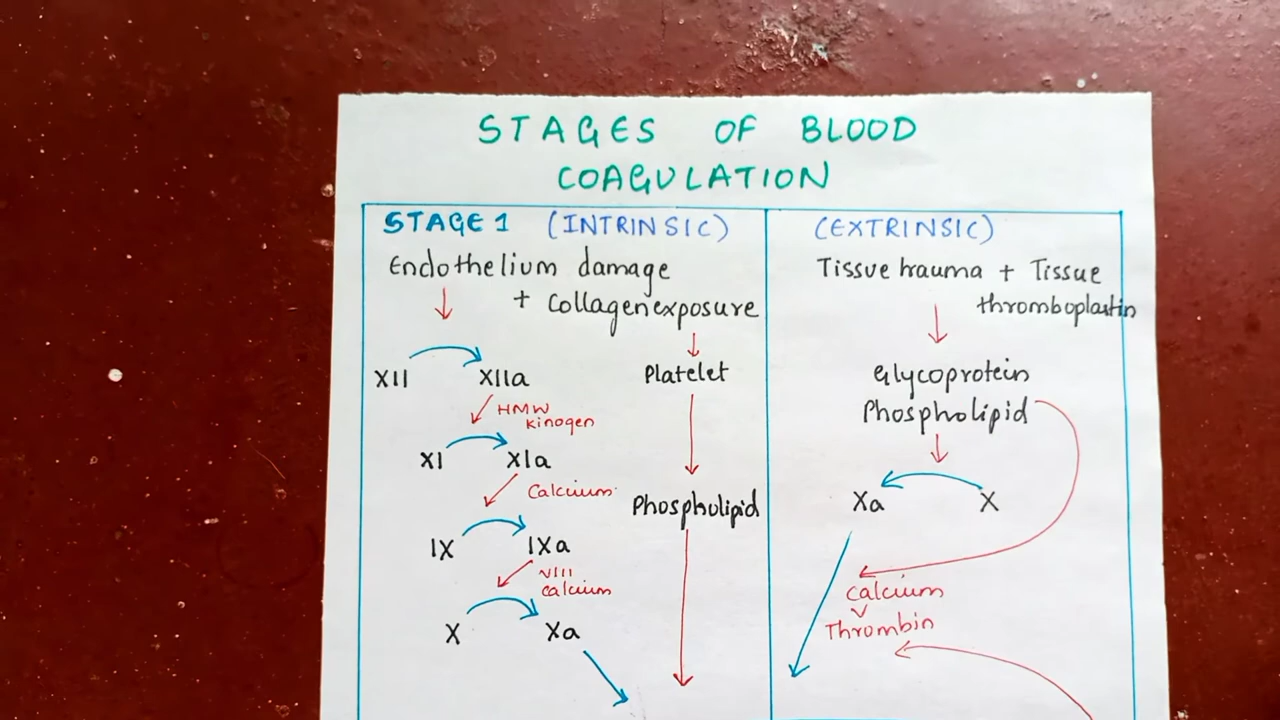 STAGES OF BLOOD
COAGULATION
STAGE 1 (INTRINSIC)
Endothelium damage
+ Collagen exposure
XII XIIa
HMW
kinogen
Platelet
XI XIa
Calcium
IX IXa
VIII
calcium
Phospholipid
X Xa
(EXTRINSIC)
Tissue trauma + Tissue
thromboplastin
Glycoprotein
Phospholipid
Xa X
Calcium
V
Thrombin